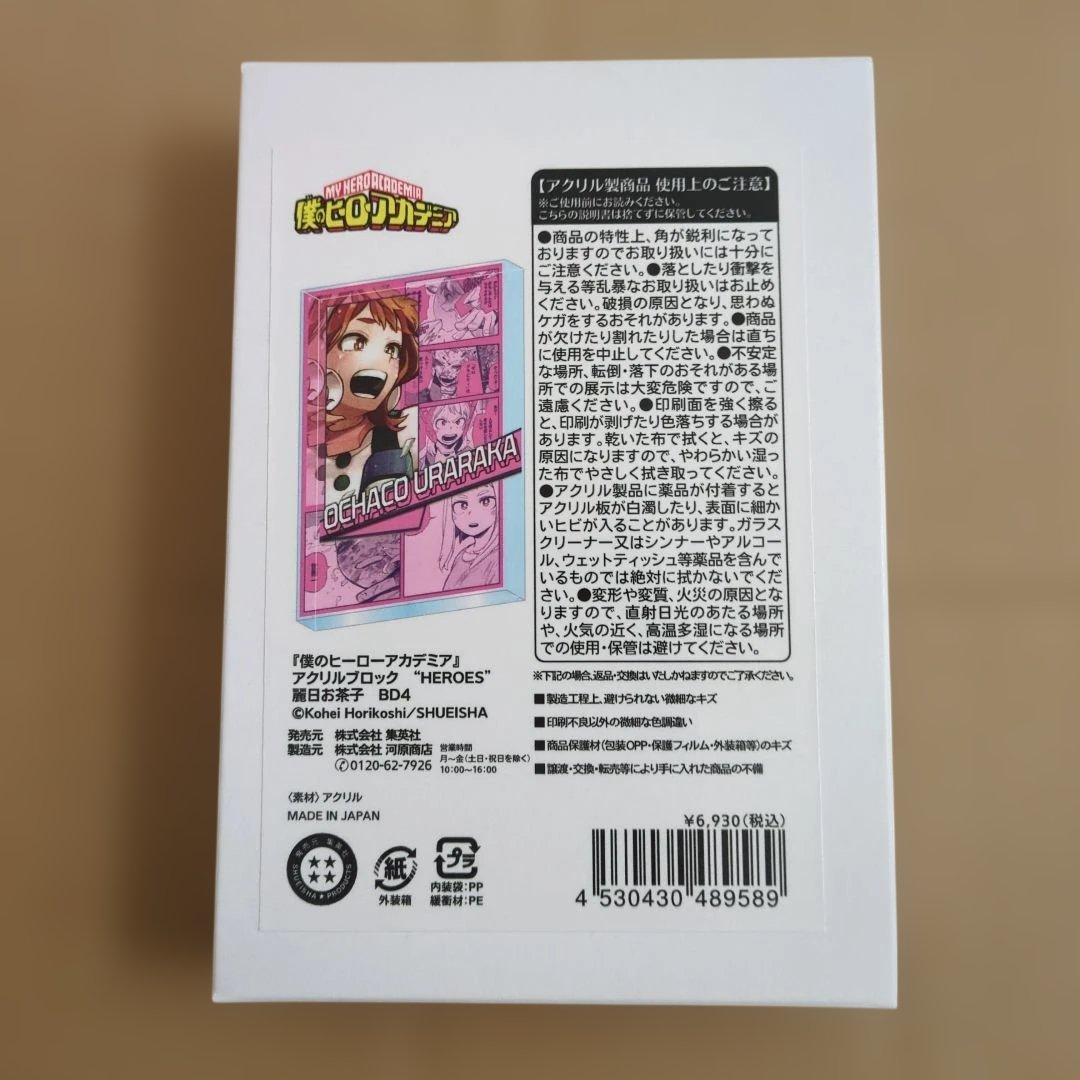 MY HERO ACADEMIA
僕のヒーローアカデミア
OCHACO URARAKA
『僕のヒーローアカデミア』
アクリルブロック “HEROES”
麗日お茶子 BD4
©Kohei Horikoshi/SHUEISHA
発売元 株式会社 集英社
製造元 株式会社 河原商店
0120-62-7926
営業時間
月～金(土日・祝日を除く)
10:00～16:00
〈素材〉アクリル
MADE IN JAPAN
発売元 集英社
SHUEISHA★PRODUCTS
紙
外装箱
プラ
内装袋:PP
緩衝材:PE
【アクリル製商品 使用上のご注意】
※ご使用前にお読みください。
こちらの説明書は捨てずに保管してください。
●商品の特性上、角が鋭利になって
おりますのでお取り扱いには十分に
ご注意ください。●落としたり衝撃を
与える等乱暴なお取り扱いはお止め
ください。破損の原因となり、思わぬ
ケガをするおそれがあります。●商品
が欠けたり割れたりした場合は直ち
に使用を中止してください。●不安定
な場所、転倒・落下のおそれがある場
所での展示は大変危険ですので、ご
遠慮ください。●印刷面を強く擦る
と、印刷が剥げたり色落ちする場合が
あります。乾いた布で拭くと、キズの
原因になりますので、やわらかい湿っ
た布でやさしく拭き取ってください。
●アクリル製品に薬品が付着すると
アクリル板が白濁したり、表面に細か
いヒビが入ることがあります。ガラス
クリーナー又はシンナーやアルコー
ル、ウェットティッシュ等薬品を含んで
いるものでは絶対に拭かないでくだ
さい。●変形や変質、火災の原因とな
りますので、直射日光のあたる場所
や、火気の近く、高温多湿になる場所
での使用・保管は避けてください。
※下記の場合、返品・交換はいたしかねますのでご了承ください。
■製造工程上、避けられない微細なキズ
■印刷不良以外の微細な色調違い
■商品保護材(包装OPP・保護フィルム・外装箱等)のキズ
■譲渡・交換・転売等により手に入れた商品の不備
¥6,930(税込)
4 530430 489589